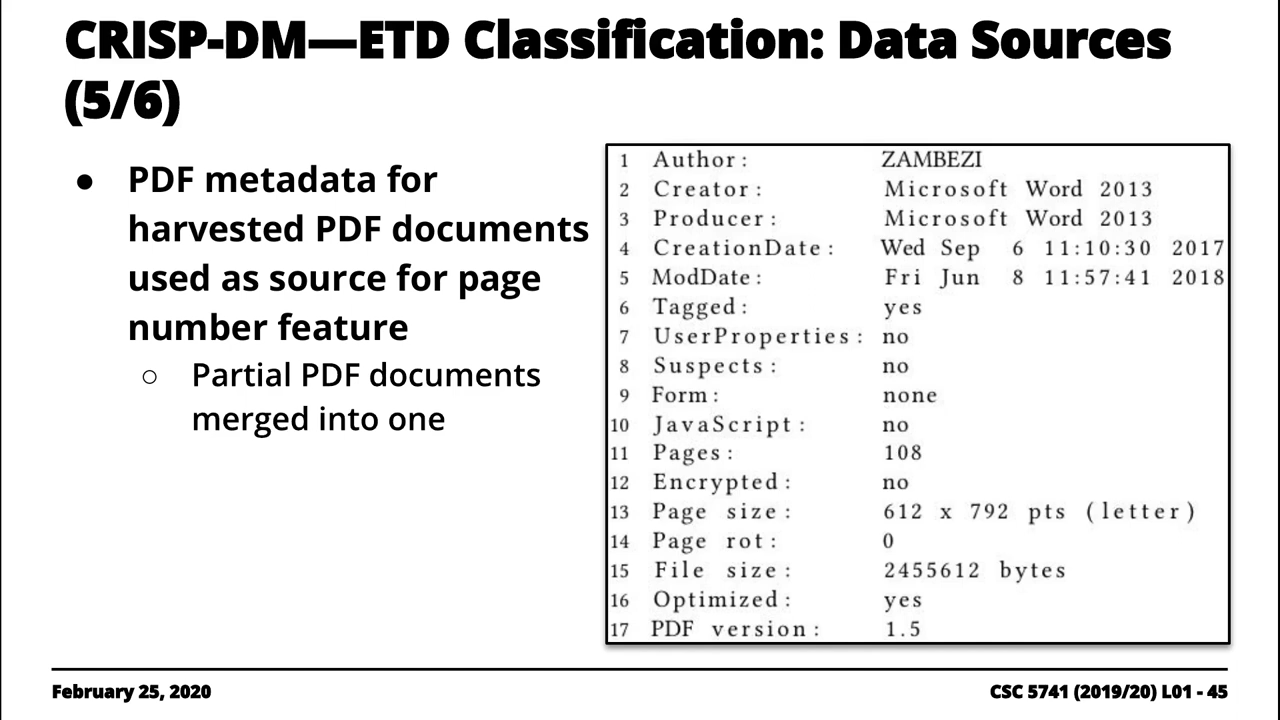 CRISP-DM—ETD Classification: Data Sources
(5/6)
● PDF metadata for
harvested PDF documents
used as source for page
number feature
○ Partial PDF documents
merged into one
1 Author: ZAMBEZI
2 Creator: Microsoft Word 2013
3 Producer: Microsoft Word 2013
4 CreationDate: Wed Sep 6 11:10:30 2017
5 ModDate: Fri Jun 8 11:57:41 2018
6 Tagged: yes
7 UserProperties: no
8 Suspects: no
9 Form: none
10 JavaScript: no
11 Pages: 108
12 Encrypted: no
13 Page size: 612 x 792 pts (letter)
14 Page rot: 0
15 File size: 2455612 bytes
16 Optimized: yes
17 PDF version: 1.5
February 25, 2020
CSC 5741 (2019/20) L01 - 45